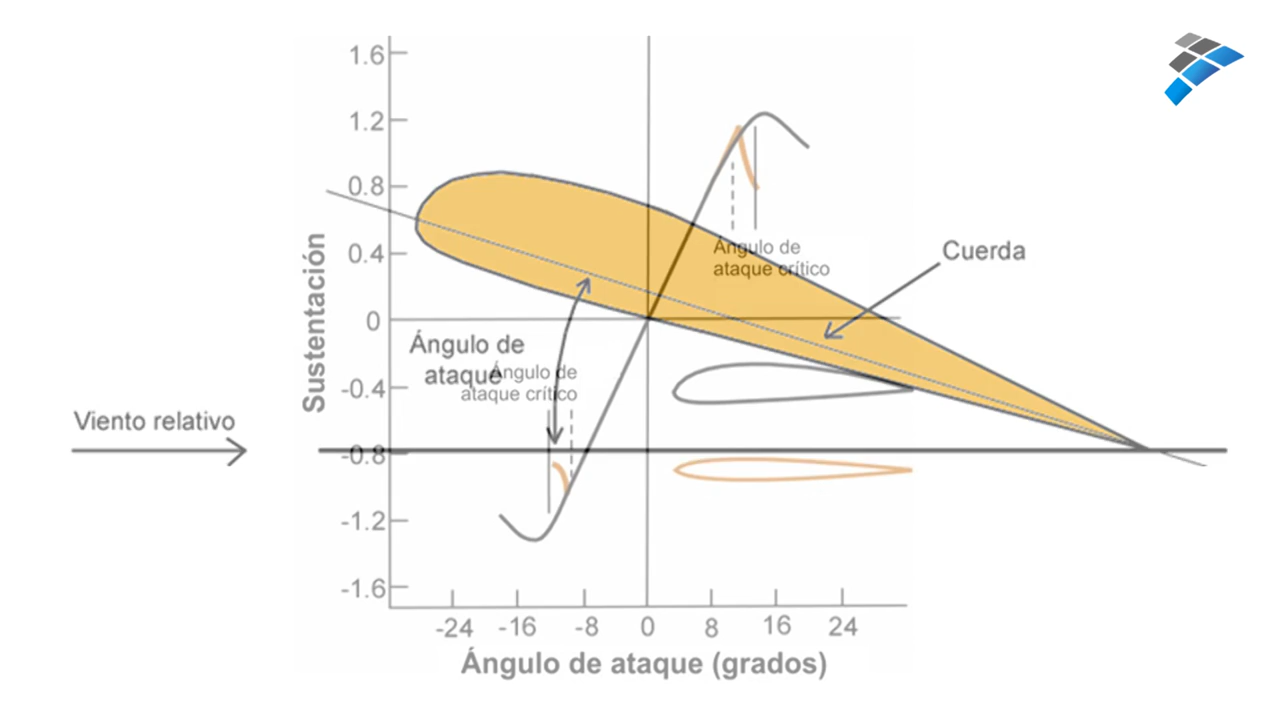 1.6
1.2
0.8
0.4
0
-0.4
-0.8
-1.2
-1.6
Sustentación
Ángulo de
ataque crítico
Cuerda
Ángulo de
ataque
Ángulo de
ataque crítico
Viento relativo
-24 -16 -8 0 8 16 24
Ángulo de ataque (grados)